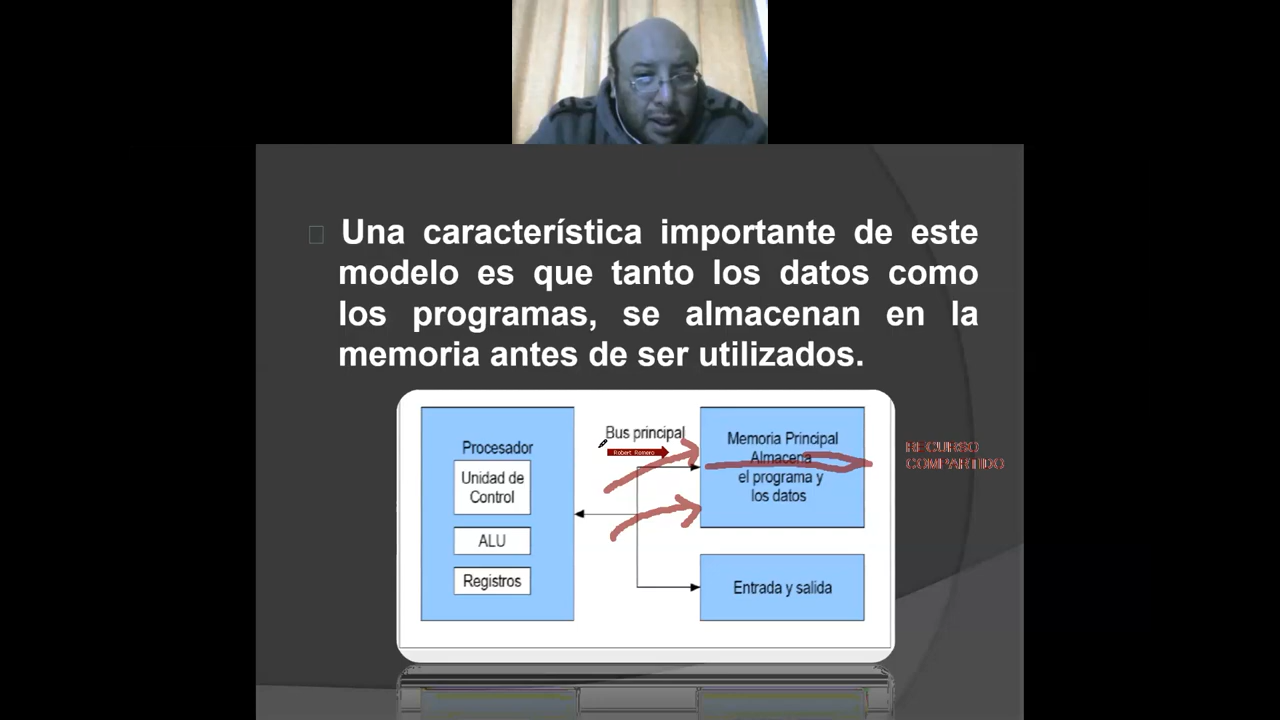 Una característica importante de este
modelo es que tanto los datos como
los programas, se almacenan en la
memoria antes de ser utilizados.
Bus principal
Robert Romero
Procesador
Unidad de
Control
ALU
Registros
Memoria Principal
Almacena
el programa y
los datos
Entrada y salida
RECURSO
COMPARTIDO